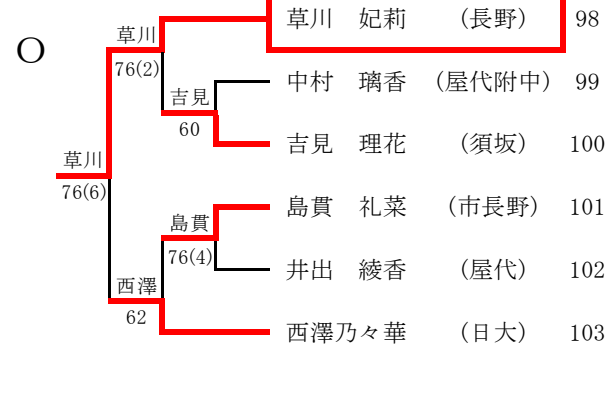 草川 妃莉 （長野） 98
草川
O
76(2)
中村 璃香 （屋代附中） 99
吉見
60
吉見 理花 （須坂） 100
草川
76(6)
島貫 礼菜 （市長野） 101
島貫
76(4)
井出 綾香 （屋代） 102
西澤
62
西澤乃々華 （日大） 103